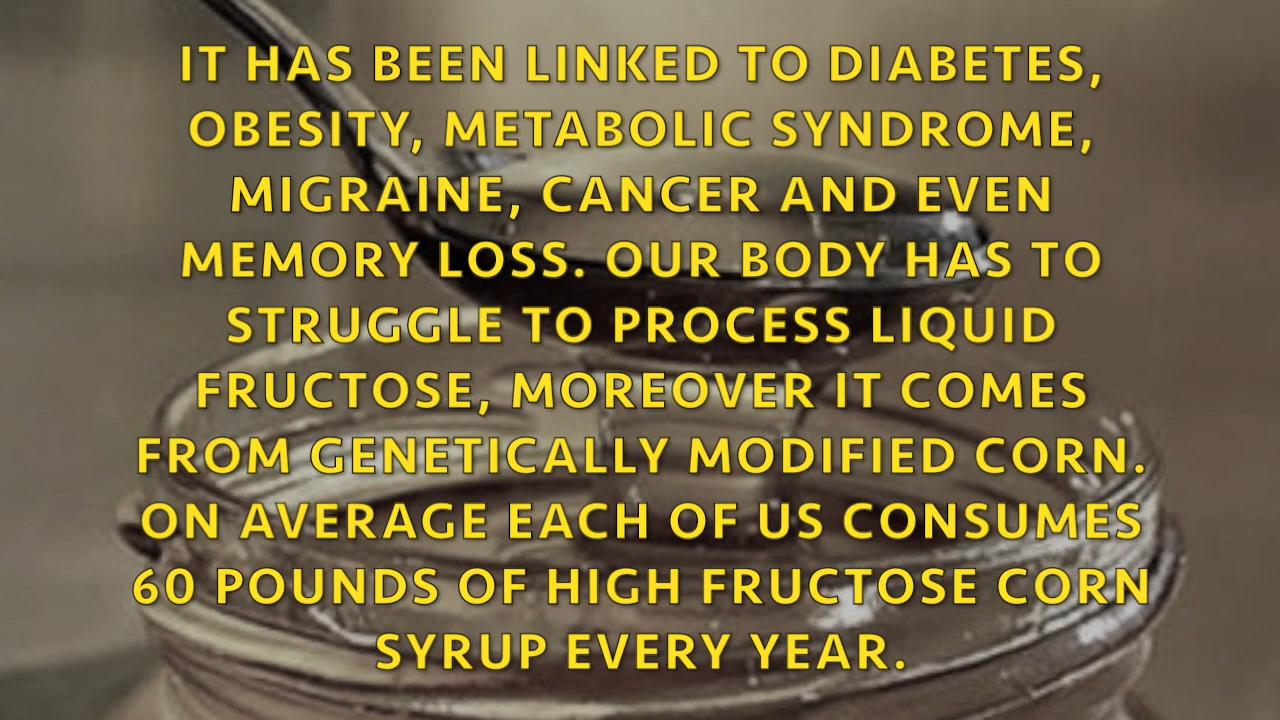 IT HAS BEEN LINKED TO DIABETES,
OBESITY, METABOLIC SYNDROME,
MIGRAINE, CANCER AND EVEN
MEMORY LOSS. OUR BODY HAS TO
STRUGGLE TO PROCESS LIQUID
FRUCTOSE, MOREOVER IT COMES
FROM GENETICALLY MODIFIED CORN.
ON AVERAGE EACH OF US CONSUMES
60 POUNDS OF HIGH FRUCTOSE CORN
SYRUP EVERY YEAR.